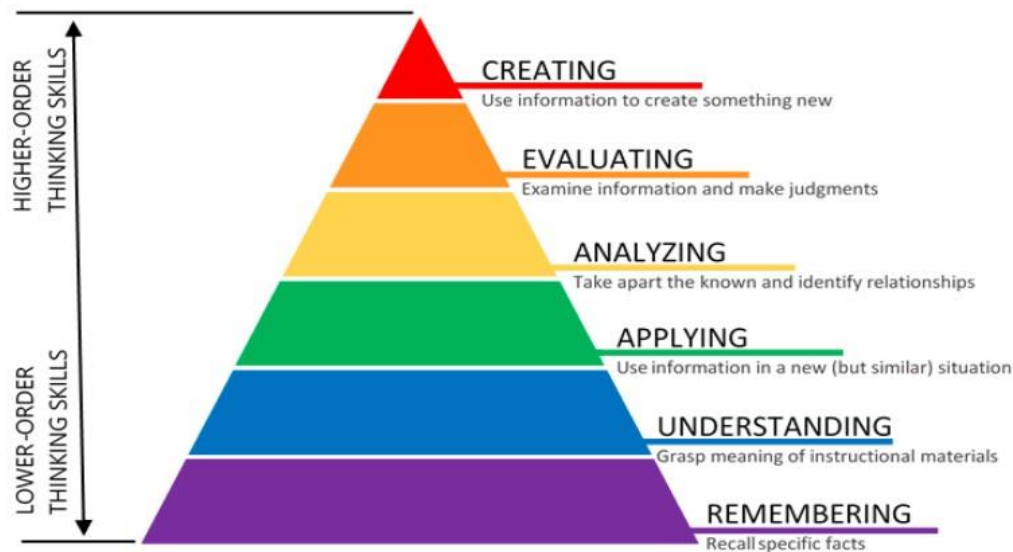 HIGHER-ORDER
THINKING SKILLS
CREATING
Use information to create something new
EVALUATING
Examine information and make judgments
ANALYZING
Take apart the known and identify relationships
APPLYING
Use information in a new (but similar) situation
LOWER-ORDER
THINKING SKILLS
UNDERSTANDING
Grasp meaning of instructional materials
REMEMBERING
Recall specific facts